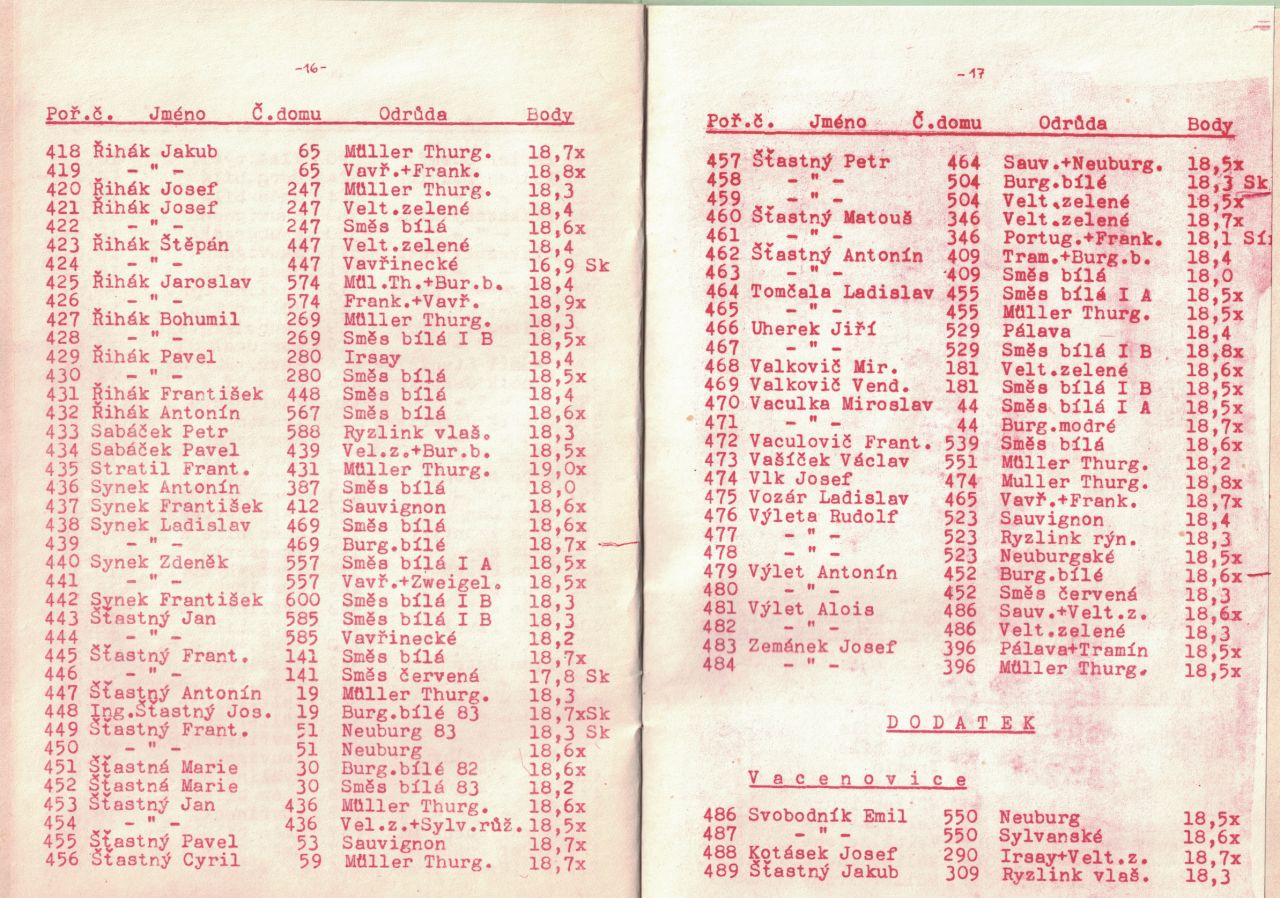 -16-
Poř.č. Jméno Č.domu Odrůda Body
418 Řihák Jakub 65 Müller Thurg. 18,7x
419 - " - 65 Vavř.+Frank. 18,8x
420 Řihák Josef 247 Müller Thurg. 18,3
421 Řihák Josef 247 Velt.zelené 18,4
422 - " - 247 Směs bílá 18,6x
423 Řihák Štěpán 447 Velt.zelené 18,4
424 - " - 447 Vavřinecké 16,9 Sk
425 Řihák Jaroslav 574 Mül.Th.+Bur.b. 18,4
426 - " - 574 Frank.+Vavř. 18,9x
427 Řihák Bohumil 269 Müller Thurg. 18,3
428 - " - 269 Směs bílá I B 18,5x
429 Řihák Pavel 280 Irsay 18,4
430 - " - 280 Směs bílá 18,5x
431 Řihák František 448 Směs bílá 18,4
432 Řihák Antonín 567 Směs bílá 18,6x
433 Sabáček Petr 588 Ryzlink vlaš. 18,3
434 Sabáček Pavel 439 Vel.z.+Bur.b. 18,5x
435 Stratil Frant. 431 Müller Thurg. 19,0x
436 Synek Antonín 387 Směs bílá 18,0
437 Synek František 412 Sauvignon 18,6x
438 Synek Ladislav 469 Směs bílá 18,6x
439 - " - 469 Burg.bílé 18,7x
440 Synek Zdeněk 557 Směs bílá I A 18,5x
441 - " - 557 Vavř.+Zweigel. 18,5x
442 Synek František 600 Směs bílá I B 18,3
443 Šťastný Jan 585 Směs bílá I B 18,3
444 - " - 585 Vavřinecké 18,2
445 Šťastný Frant. 141 Směs bílá 18,7x
446 - " - 141 Směs červená 17,8 Sk
447 Šťastný Antonín 19 Müller Thurg. 18,3
448 Ing.Šťastný Jos. 19 Burg.bílé 83 18,7xSk
449 Šťastný Frant. 51 Neuburg 83 18,3 Sk
450 - " - 51 Neuburg 18,6x
451 Šťastná Marie 30 Burg.bílé 82 18,6x
452 Šťastná Marie 30 Směs bílá 83 18,2
453 Šťastný Jan 436 Müller Thurg. 18,6x
454 - " - 436 Vel.z.+Sylv.růž. 18,5x
455 Šťastný Pavel 53 Sauvignon 18,7x
456 Šťastný Cyril 59 Müller Thurg. 18,7x
-17
Poř.č. Jméno Č.domu Odrůda Body
457 Šťastný Petr 464 Sauv.+Neuburg. 18,5x
458 - " - 504 Burg.bílé 18,3 Sk
459 - " - 504 Velt.zelené 18,5x
460 Šťastný Matouš 346 Velt.zelené 18,7x
461 - " - 346 Portug.+Frank. 18,1 Sír
462 Šťastný Antonín 409 Tram.+Burg.b. 18,4
463 - " - 409 Směs bílá 18,0
464 Tomčala Ladislav 455 Směs bílá I A 18,5x
465 - " - 455 Müller Thurg. 18,5x
466 Uherek Jiří 529 Pálava 18,4
467 - " - 529 Směs bílá I B 18,8x
468 Valkovič Mir. 181 Velt.zelené 18,6x
469 Valkovič Vend. 181 Směs bílá I B 18,5x
470 Vaculka Miroslav 44 Směs bílá I A 18,5x
471 - " - 44 Burg.modré 18,7x
472 Vaculovič Frant. 539 Směs bílá 18,6x
473 Vašíček Václav 551 Müller Thurg. 18,2
474 Vlk Josef 474 Muller Thurg. 18,8x
475 Vozár Ladislav 465 Vavř.+Frank. 18,7x
476 Výleta Rudolf 523 Sauvignon 18,4
477 - " - 523 Ryzlink rýn. 18,3
478 - " - 523 Neuburgské 18,5x
479 Výlet Antonín 452 Burg.bílé 18,6x
480 - " - 452 Směs červená 18,3
481 Výlet Alois 486 Sauv.+Velt.z. 18,6x
482 - " - 486 Velt.zelené 18,3
483 Zemánek Josef 396 Pálava+Tramín 18,5x
484 - " - 396 Müller Thurg. 18,5x
DODATEK
Vacenovice
486 Svobodník Emil 550 Neuburg 18,5x
487 - " - 550 Sylvanské 18,6x
488 Kotásek Josef 290 Irsay+Velt.z. 18,7x
489 Šťastný Jakub 309 Ryzlink vlaš. 18,3